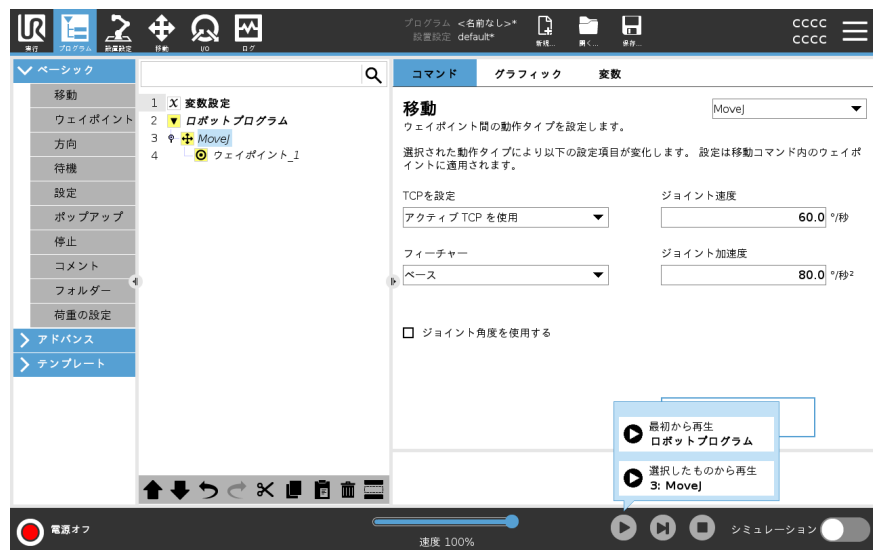 UR
実行
プログラム
設置設定
移動
I/O
ログ
プログラム <名前なし>*
設置設定 default*
新規...
開く...
保存...
CCCC
CCCC
ベーシック
移動
ウェイポイント
方向
待機
設定
ポップアップ
停止
コメント
フォルダー
荷重の設定
アドバンス
テンプレート
1 X 変数設定
2 ロボットプログラム
3 MoveJ
4 ウェイポイント_1
コマンド グラフィック 変数
移動 MoveJ
ウェイポイント間の動作タイプを設定します。
選択された動作タイプにより以下の設定項目が変化します。 設定は移動コマンド内のウェイポ
イントに適用されます。
TCPを設定 ジョイント速度
アクティブ TCP を使用 60.0 °/秒
フィーチャー ジョイント加速度
ベース 80.0 °/秒²
ジョイント角度を使用する
最初から再生
ロボットプログラム
選択したものから再生
3: MoveJ
電源オフ
速度 100%
シミュレーション